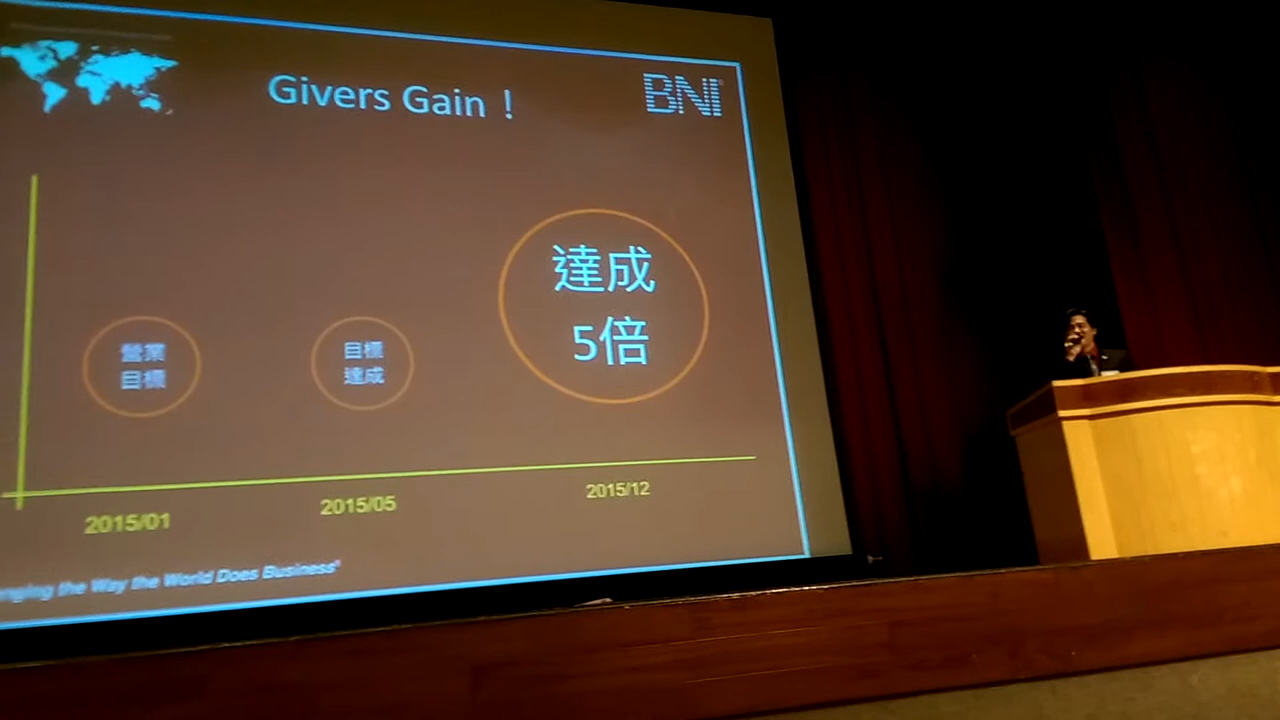 Givers Gain！
BNI
達成
5倍
營業
目標
目標
達成
2015/01
2015/05
2015/12
the Way the World Does Business